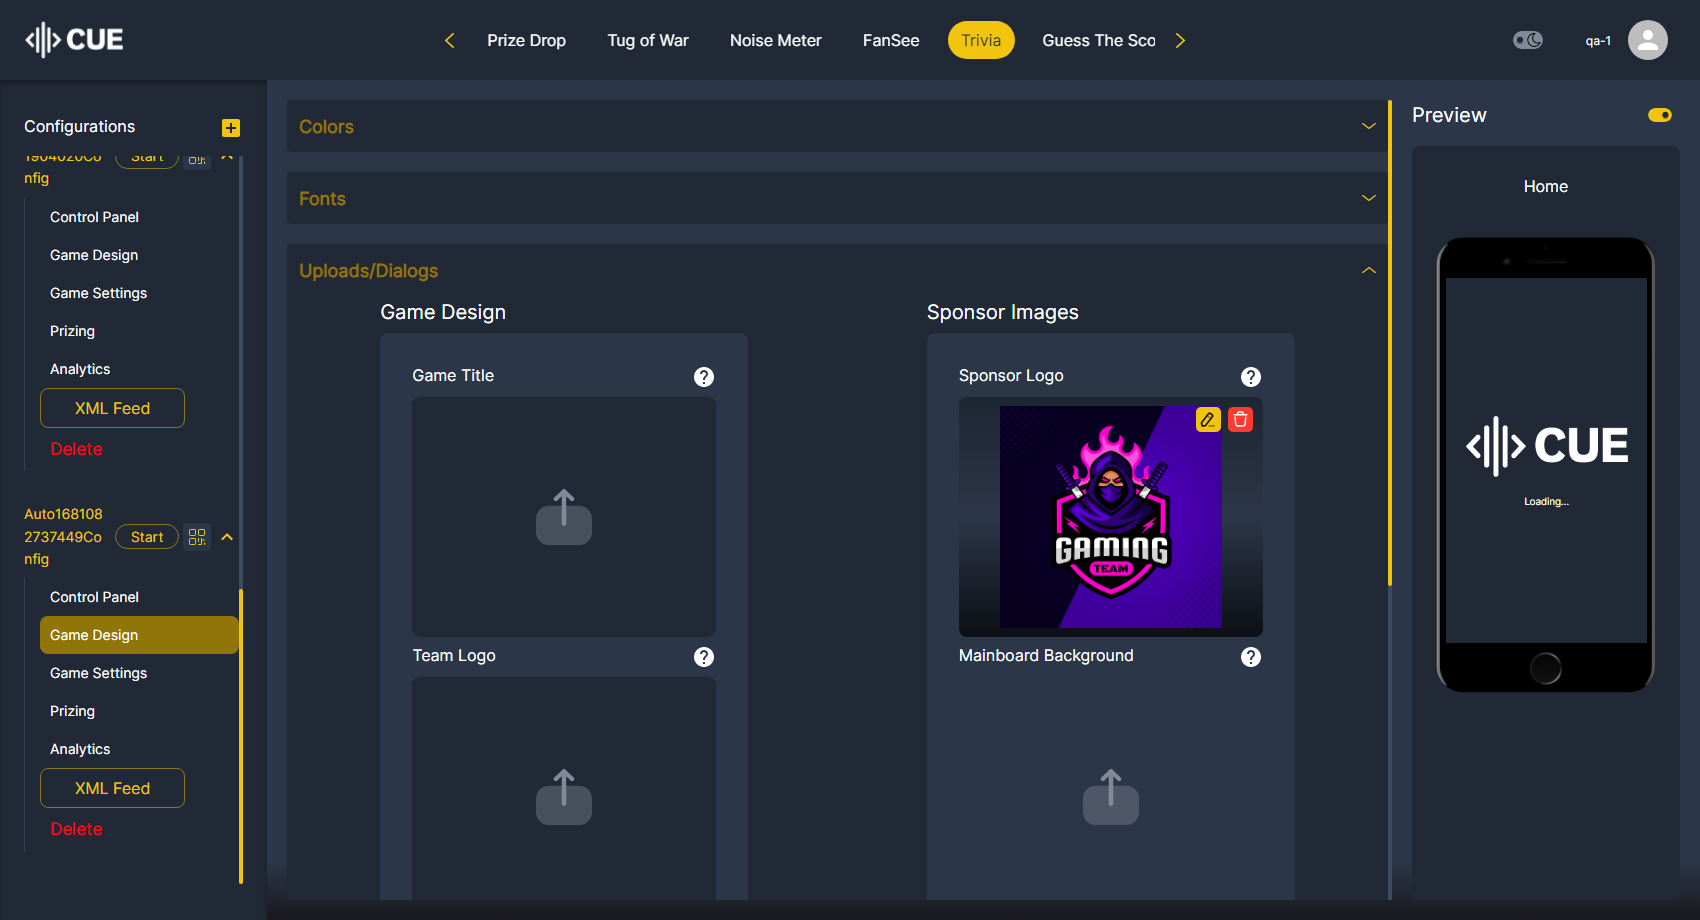 CUE
Prize Drop
Tug of War
Noise Meter
FanSee
Trivia
Guess The Sco
qa-1
Configurations
1904020Co
nfig
Start
Control Panel
Game Design
Game Settings
Prizing
Analytics
XML Feed
Delete
Auto168108
2737449Co
nfig
Start
Control Panel
Game Design
Game Settings
Prizing
Analytics
XML Feed
Delete
Colors
Fonts
Uploads/Dialogs
Game Design
Game Title
?
Team Logo
?
Sponsor Images
Sponsor Logo
?
GAMING
TEAM
Mainboard Background
?
Preview
Home
CUE
Loading...